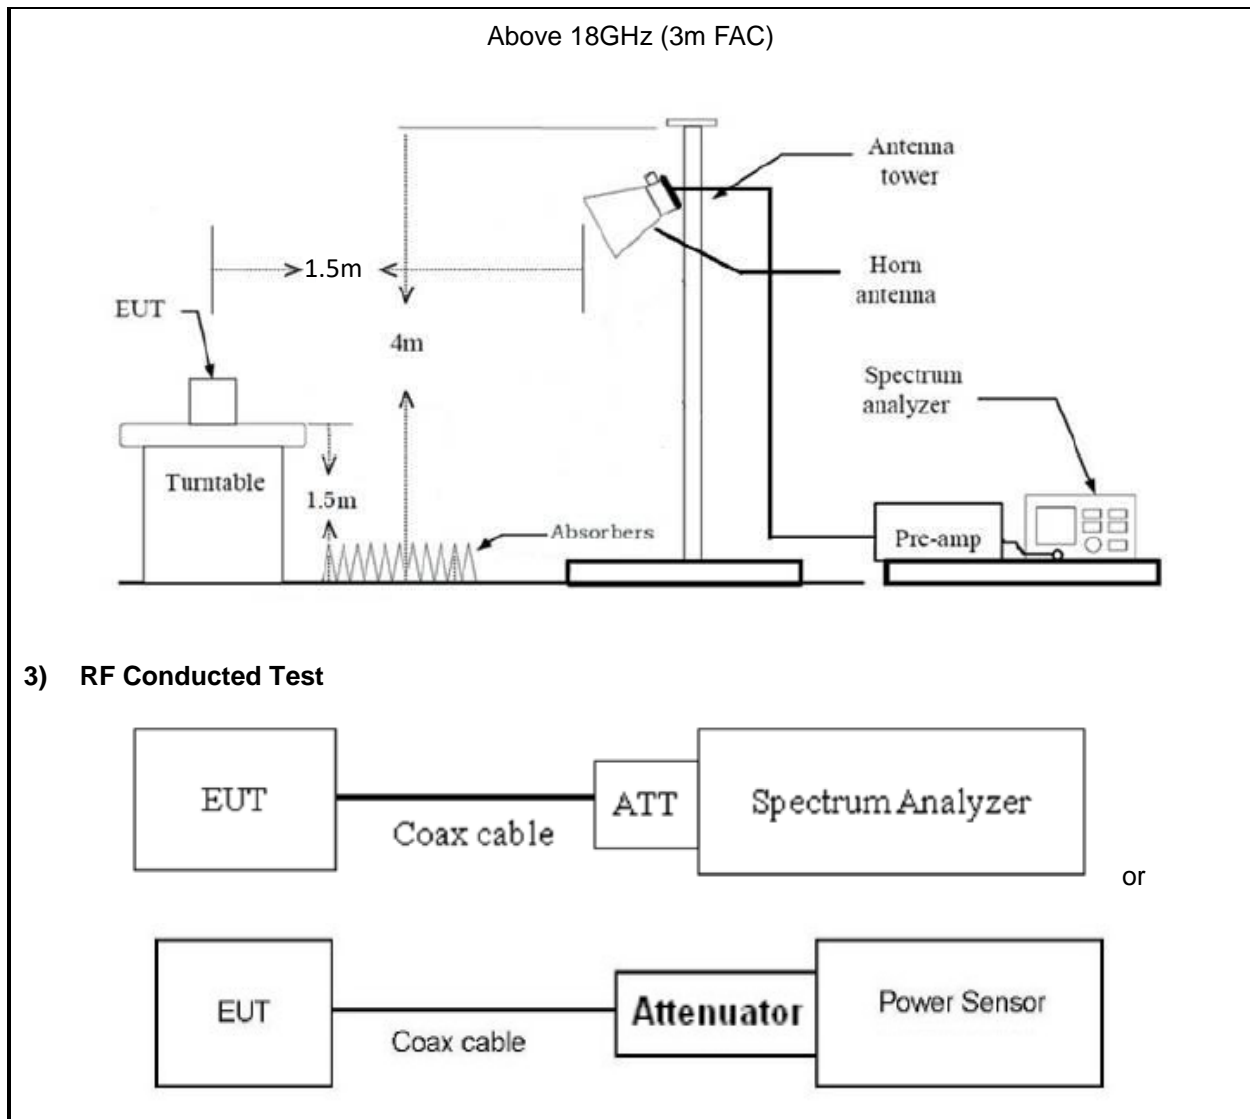 Above 18GHz (3m FAC)
Antenna
tower
1.5m
Horn
antenna
EUT
4m
Spectrum
analyzer
Turntable
1.5m
Absorbers
Pre-amp
3) RF Conducted Test
EUT
Coax cable
ATT
Spectrum Analyzer
or
EUT
Coax cable
Attenuator
Power Sensor